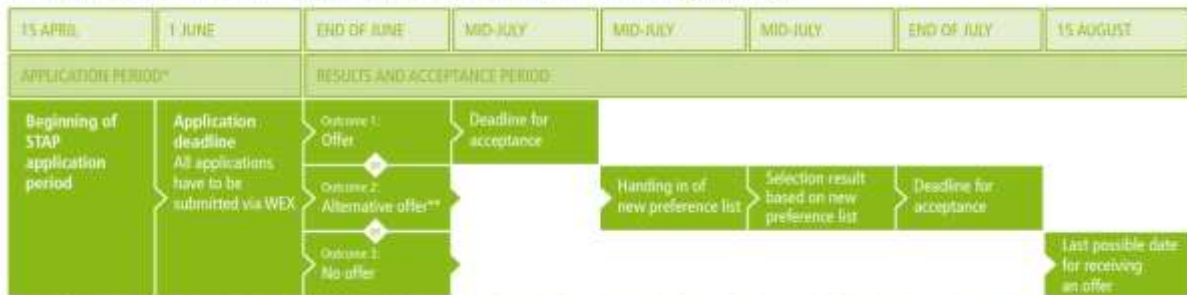 15 APRIL
1 JUNE
END OF JUNE
MID-JULY
MID-JULY
MID-JULY
END OF JULY
15 AUGUST
APPLICATION PERIOD*
RESULTS AND ACCEPTANCE PERIOD
Beginning of
STAP
application
period
Application
deadline
All applications
have to be
submitted via WEX
Outcome 1:
Offer
or
Outcome 2:
Alternative offer**
or
Outcome 3:
No offer
Deadline for
acceptance
Handing in of
new preference list
Selection result
based on new
preference list
Deadline for
acceptance
Last possible date
for receiving
an offer